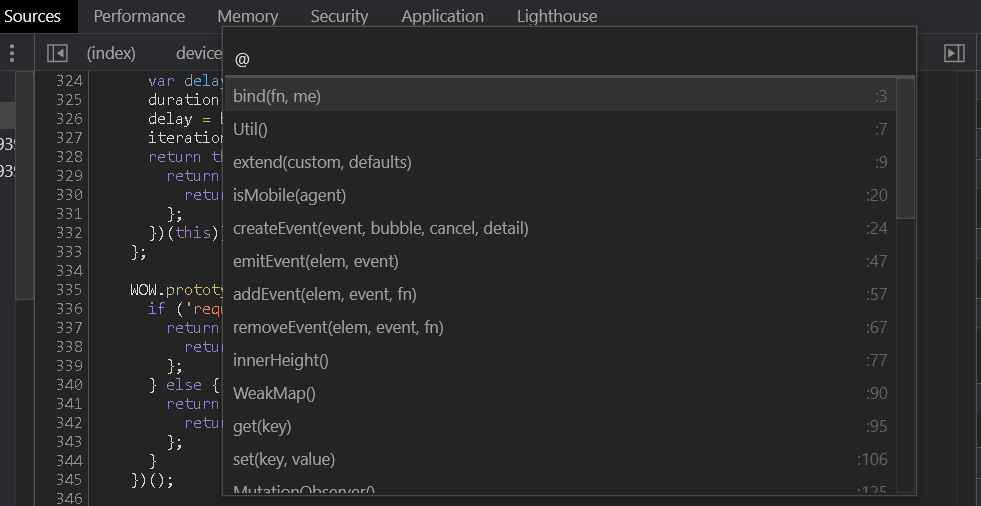 Sources Performance Memory Security Application Lighthouse
(index) device
@
bind(fn, me) :3
Util() :7
extend(custom, defaults) :9
isMobile(agent) :20
createEvent(event, bubble, cancel, detail) :24
emitEvent(elem, event) :47
addEvent(elem, event, fn) :57
removeEvent(elem, event, fn) :67
innerHeight() :77
WeakMap() :90
get(key) :95
set(key, value) :106
MutationObserver() :125
939
939
324 var delay
325 duration
326 delay =
327 iteration
328 return th
329 return
330 retu
331 };
332 })(this)
333 };
334
335 WOW.prototy
336 if ('requ
337 return
338 retu
339 };
340 } else {
341 return
342 retu
343 };
344 }
345 })();
346